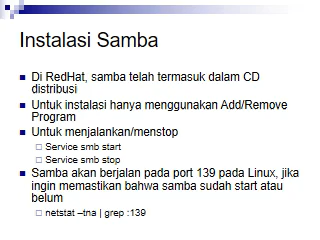 Instalasi Samba
Di RedHat, samba telah termasuk dalam CD
distribusi
Untuk instalasi hanya menggunakan Add/Remove
Program
Untuk menjalankan/menstop
Service smb start
Service smb stop
Samba akan berjalan pada port 139 pada Linux, jika
ingin memastikan bahwa samba sudah start atau
belum
netstat –tna | grep :139